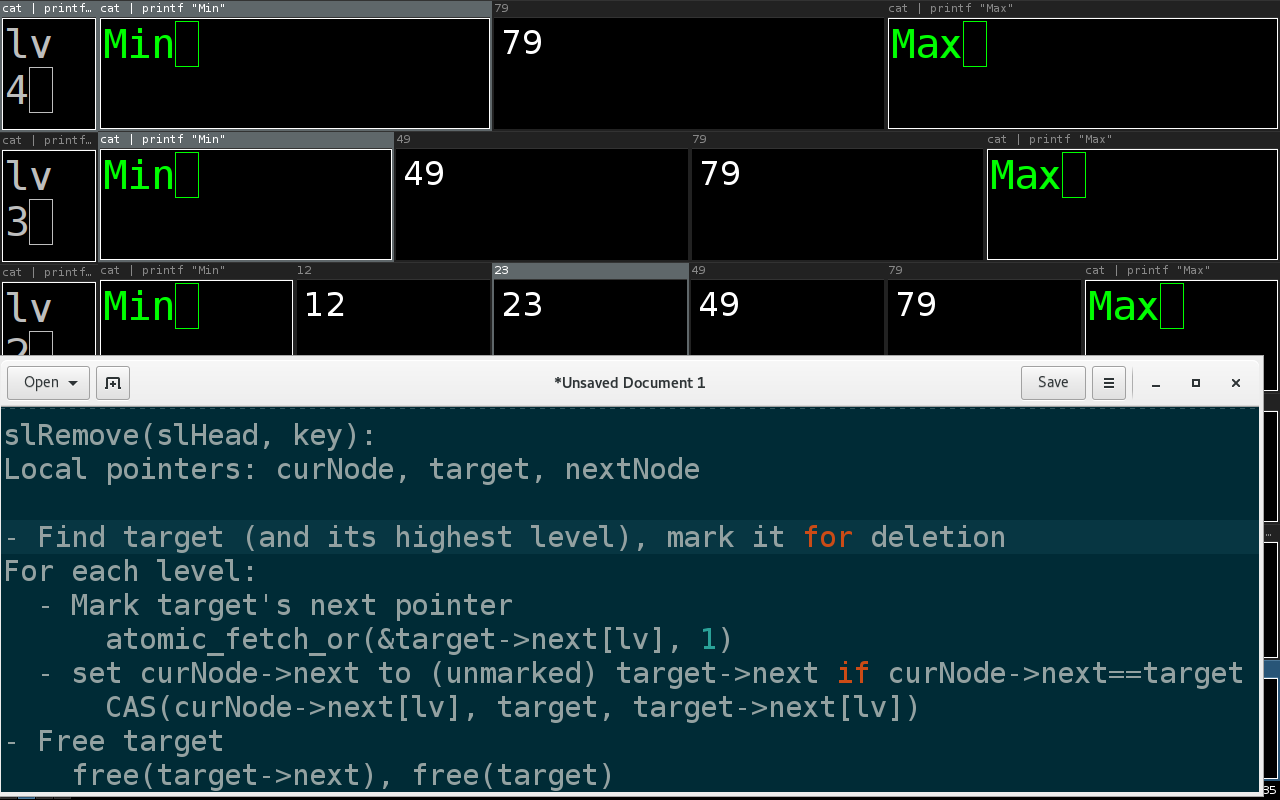 cat | printf… cat | printf "Min" 79 cat | printf "Max"
lv Min 79 Max
4
cat | printf… cat | printf "Min" 49 79 cat | printf "Max"
lv Min 49 79 Max
3
cat | printf… cat | printf "Min" 12 23 49 79 cat | printf "Max"
lv Min 12 23 49 79 Max
2
Open *Unsaved Document 1 Save
slRemove(slHead, key):
Local pointers: curNode, target, nextNode
- Find target (and its highest level), mark it for deletion
For each level:
- Mark target's next pointer
atomic_fetch_or(&target->next[lv], 1)
- set curNode->next to (unmarked) target->next if curNode->next==target
CAS(curNode->next[lv], target, target->next[lv])
- Free target
free(target->next), free(target)
85